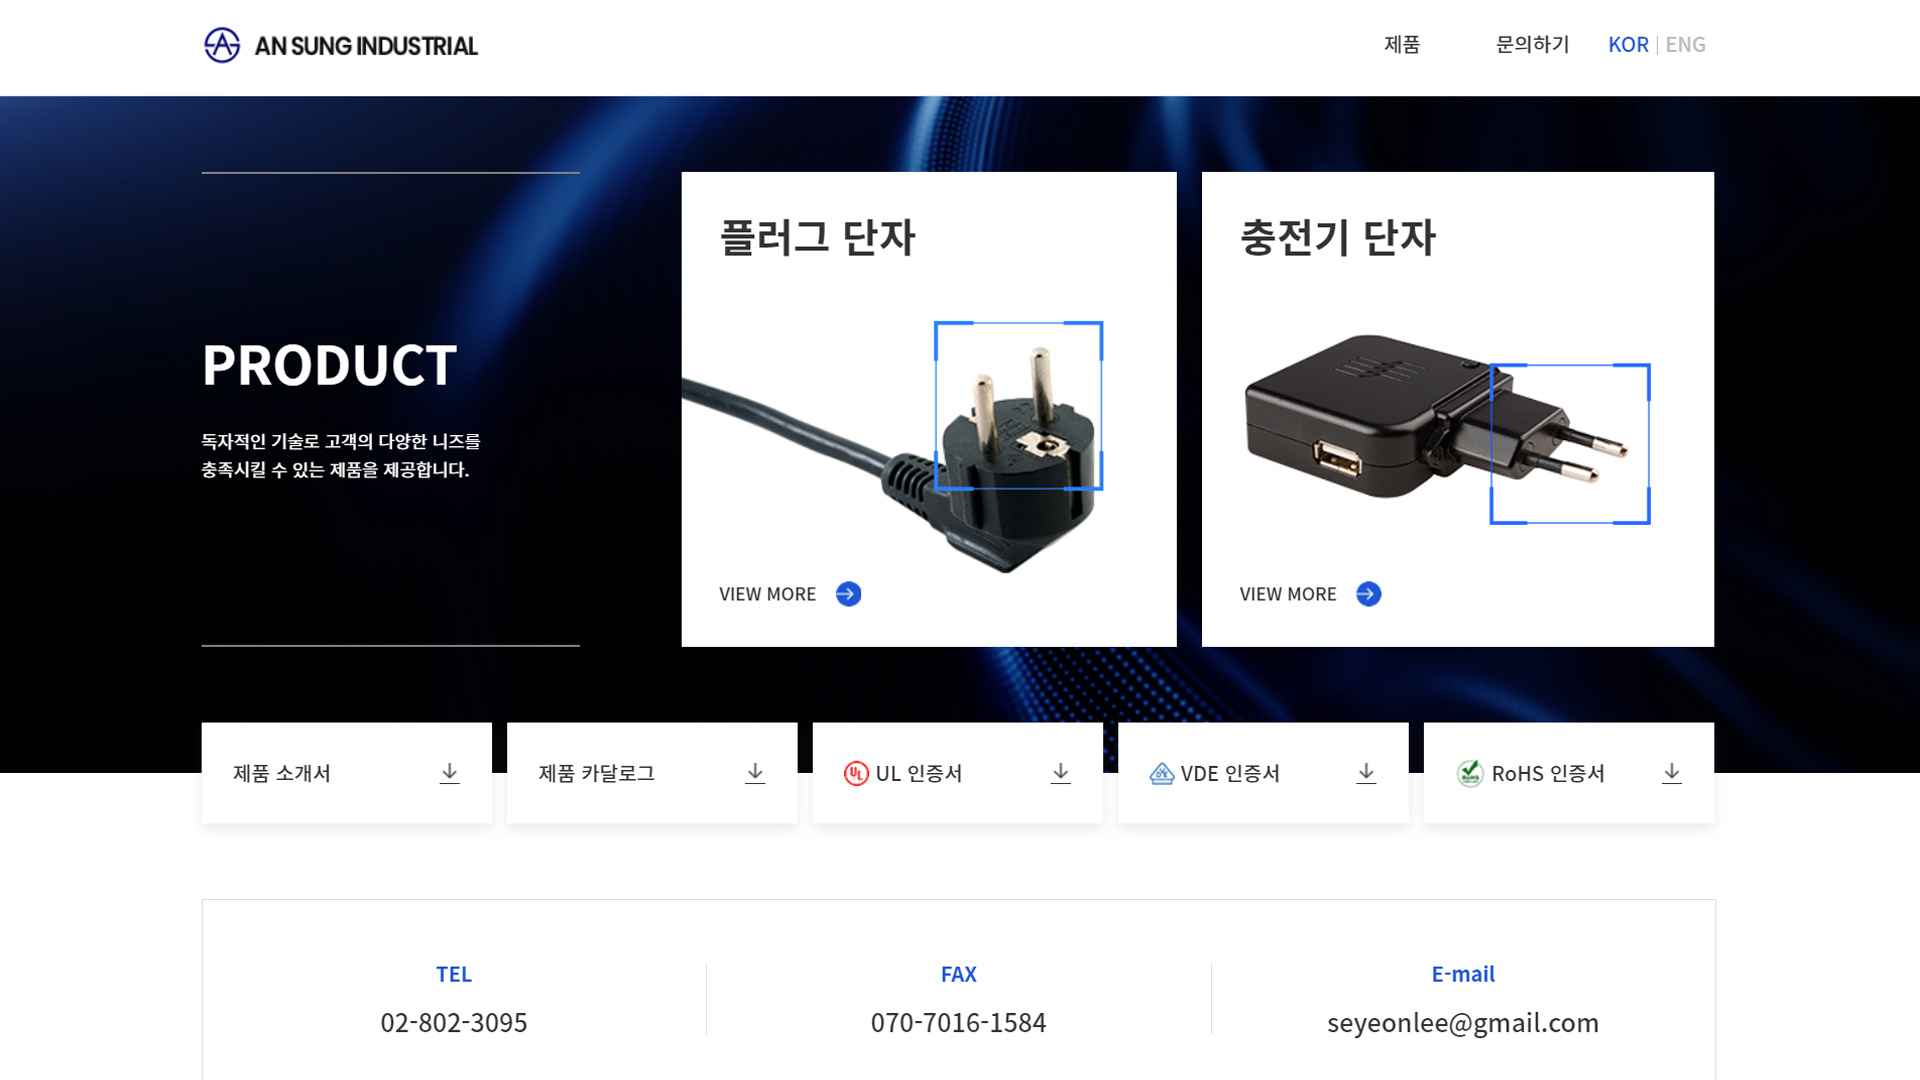 AN SUNG INDUSTRIAL
제품
문의하기
KOR | ENG
PRODUCT
독자적인 기술로 고객의 다양한 니즈를
충족시킬 수 있는 제품을 제공합니다.
플러그 단자
VIEW MORE
충전기 단자
VIEW MORE
제품 소개서
제품 카달로그
UL 인증서
VDE 인증서
RoHS 인증서
TEL
02-802-3095
FAX
070-7016-1584
E-mail
seyeonlee@gmail.com